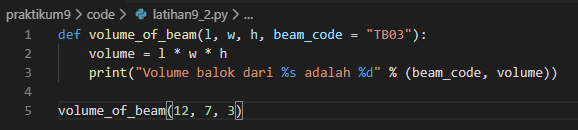 praktikum9 > code > latihan9_2.py > ...
1 def volume_of_beam(l, w, h, beam_code = "TB03"):
2     volume = l * w * h
3     print("Volume balok dari %s adalah %d" % (beam_code, volume))
4
5 volume_of_beam(12, 7, 3)